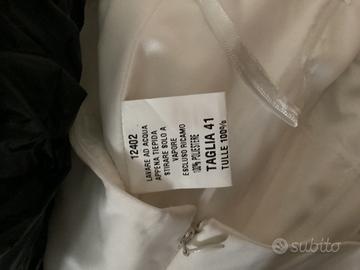 12402
LAVARE AD ACQUA
APPENA TIEPIDA
STIRARE SOLO A
VAPORE
ESCLUSO RICAMO
100% POLIESTERE
TAGLIA 41
TULLE 100%
subito